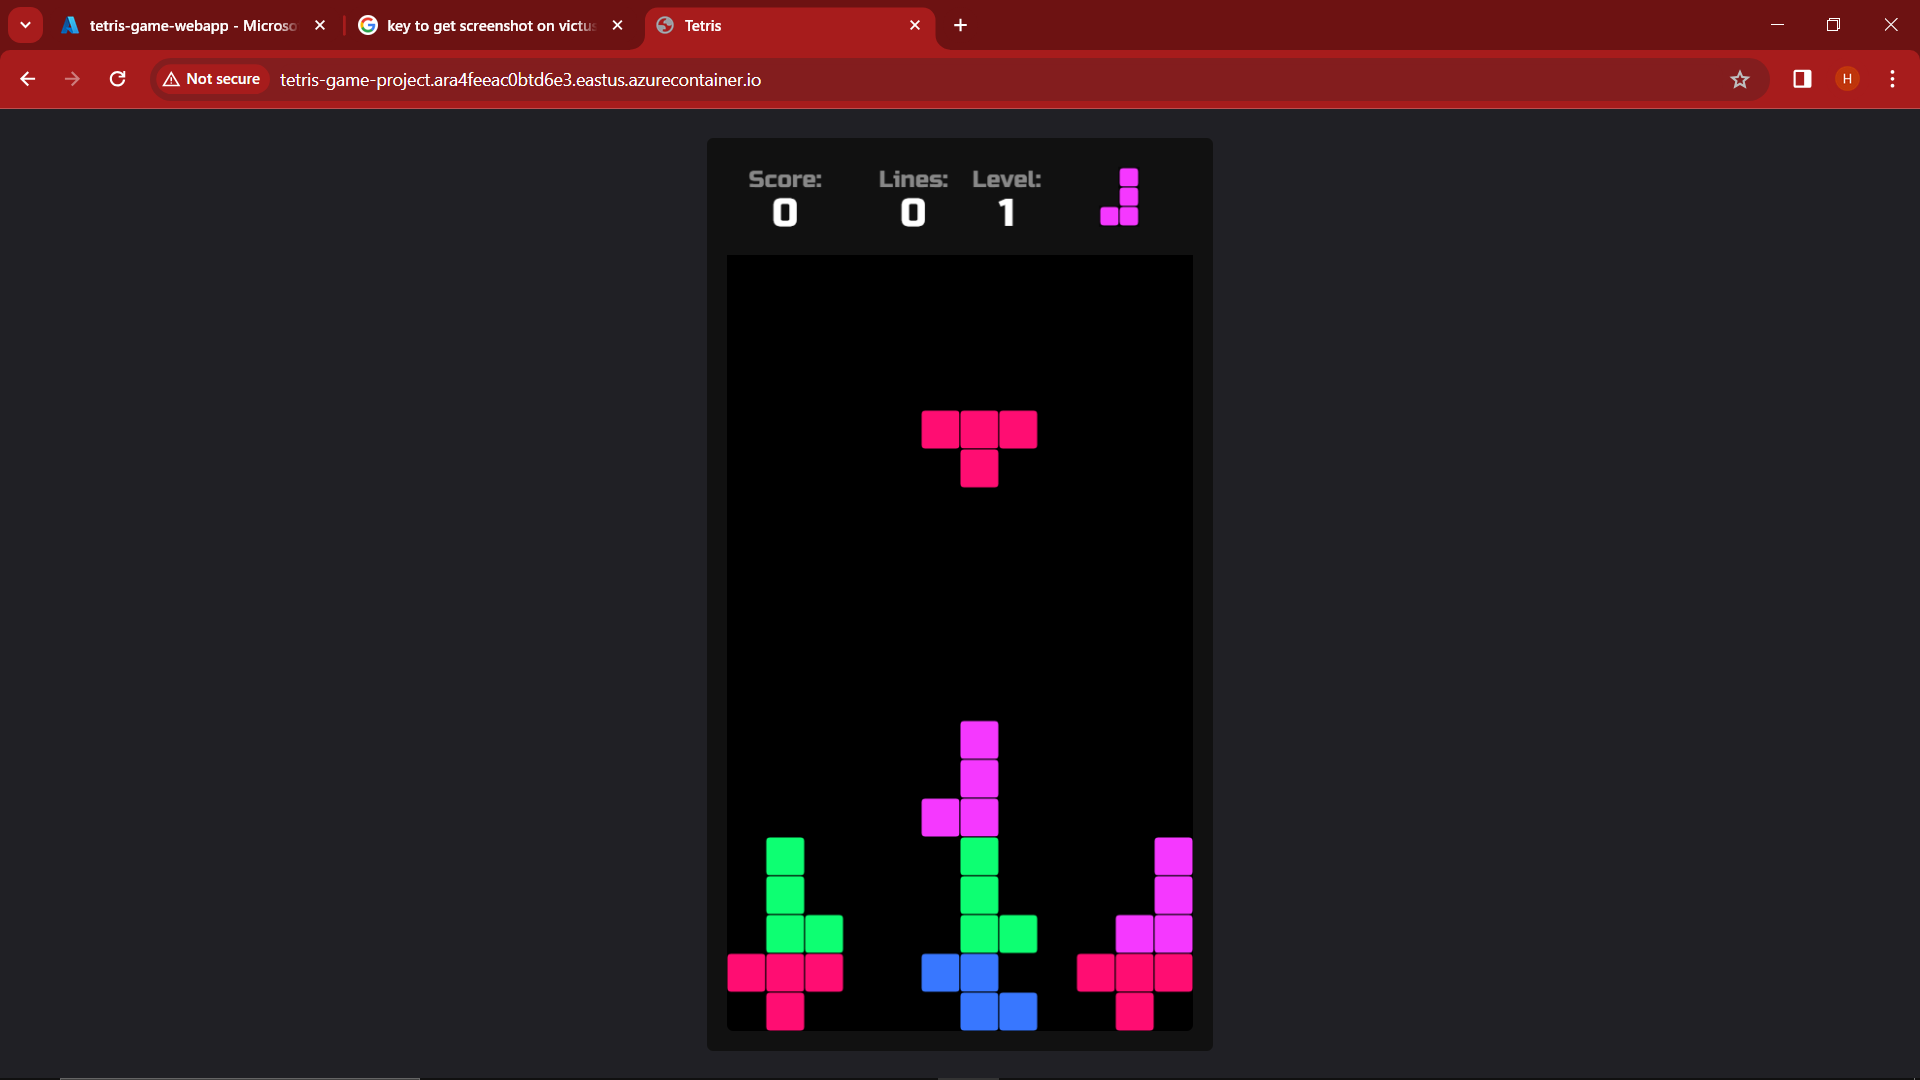 tetris-game-webapp - Microso
key to get screenshot on victus
Tetris
Not secure
tetris-game-project.ara4feeac0btd6e3.eastus.azurecontainer.io
H
Score: Lines: Level:
0 0 1